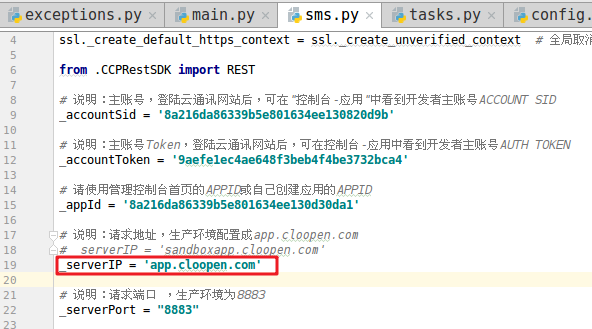 exceptions.py × main.py × sms.py × tasks.py × config.
4 ssl._create_default_https_context = ssl._create_unverified_context # 全局取消
5
6 from .CCPRestSDK import REST
7
8 # 说明：主账号，登陆云通讯网站后，可在"控制台-应用"中看到开发者主账号ACCOUNT SID
9 _accountSid = '8a216da86339b5e801634ee130820d9b'
10
11 # 说明：主账号Token，登陆云通讯网站后，可在控制台-应用中看到开发者主账号AUTH TOKEN
12 _accountToken = '9aefe1ec4ae648f3beb4f4be3732bca4'
13
14 # 请使用管理控制台首页的APPID或自己创建应用的APPID
15 _appId = '8a216da86339b5e801634ee130d30da1'
16
17 # 说明：请求地址，生产环境配置成app.cloopen.com
18 # _serverIP = 'sandboxapp.cloopen.com'
19 _serverIP = 'app.cloopen.com'
20
21 # 说明：请求端口 ，生产环境为8883
22 _serverPort = "8883"